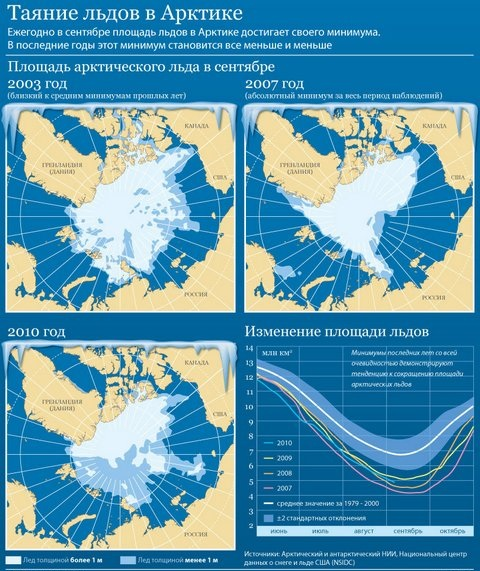 Таяние льдов в Арктике
Ежегодно в сентябре площадь льдов в Арктике достигает своего минимума.
В последние годы этот минимум становится все меньше и меньше
Площадь арктического льда в сентябре
2003 год
(близкий к средним минимумам прошлых лет)
КАНАДА
ГРЕНЛАНДИЯ
(ДАНИЯ)
США
РОССИЯ
2007 год
(абсолютный минимум за весь период наблюдений)
КАНАДА
ГРЕНЛАНДИЯ
(ДАНИЯ)
США
РОССИЯ
2010 год
КАНАДА
ГРЕНЛАНДИЯ
(ДАНИЯ)
США
РОССИЯ
Лед толщиной более 1 м
Лед толщиной менее 1 м
Изменение площади льдов
14
13
12
11
10
9
8
7
6
5
4
3
2
млн км²
Минимумы последних лет со всей
очевидностью демонстрируют
тенденцию к сокращению площади
арктических льдов
2010
2009
2008
2007
среднее значение за 1979 - 2000
±2 стандартных отклонения
июнь июль август сентябрь октябрь
Источники: Арктический и антарктический НИИ, Национальный центр
данных о снеге и льде США (NSIDC)